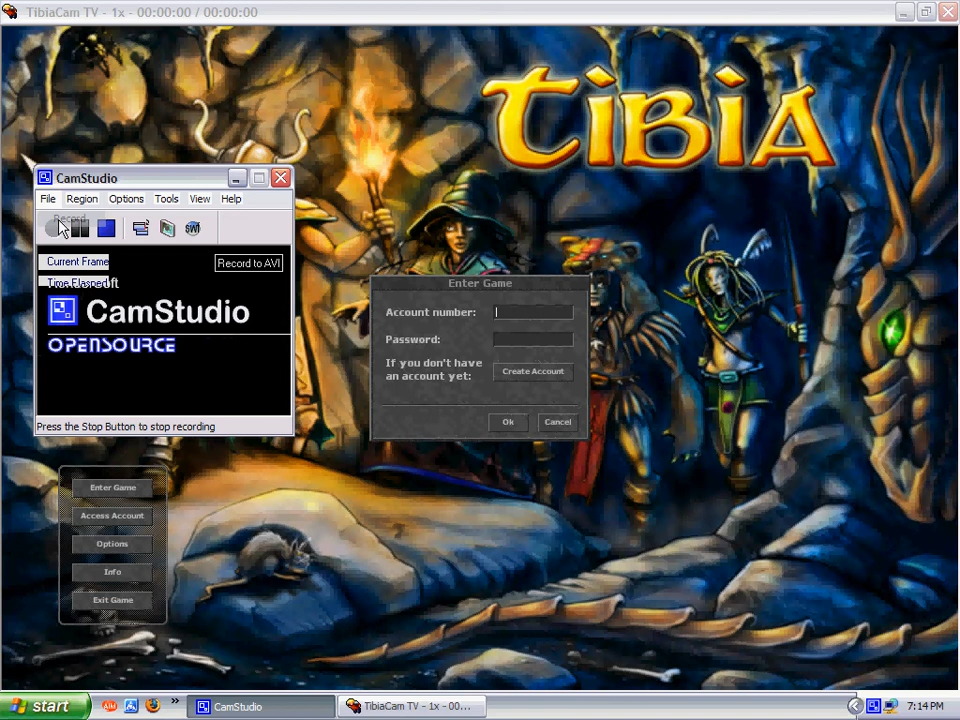 TibiaCam TV - 1x - 00:00:00 / 00:00:00
TiBiA
CamStudio
File Region Options Tools View Help
Record
Current Frame
Record to AVI
Time Elasped
CamStudio
OPENSOURCE
Press the Stop Button to stop recording
Enter Game
Account number:
Password:
If you don't have
an account yet:
Create Account
Ok Cancel
Enter Game
Access Account
Options
Info
Exit Game
start
CamStudio
TibiaCam TV - 1x - 00...
7:14 PM